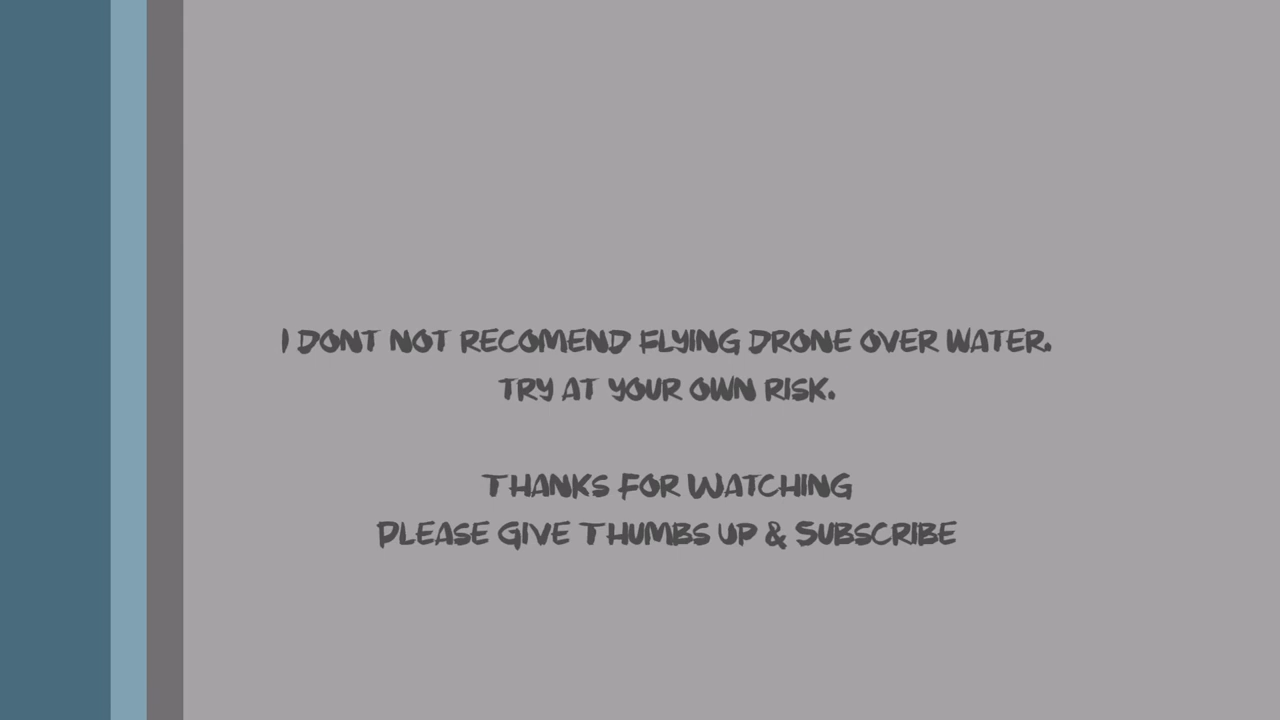 I DONT NOT RECOMEND FLYING DRONE OVER WATER.
TRY AT YOUR OWN RISK.
THANKS FOR WATCHING
PLEASE GIVE THUMBS UP & SUBSCRIBE